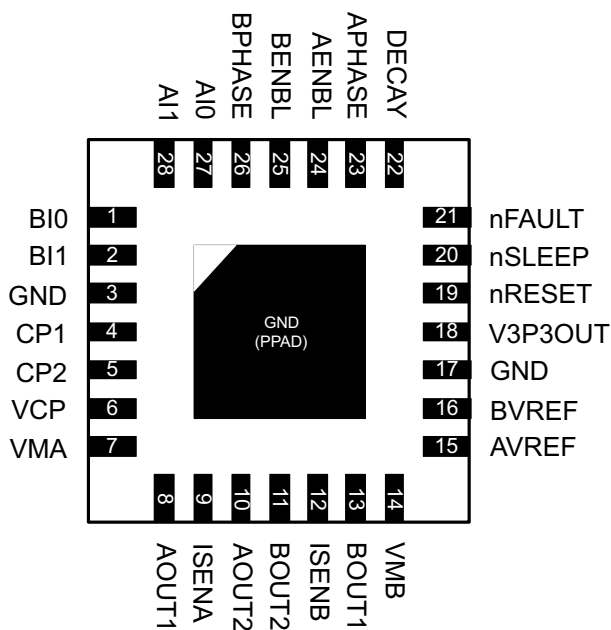 AI1
AI0
BPHASE
BENBL
AENBL
APHASE
DECAY
28
27
26
25
24
23
22
BI0 1
BI1 2
GND 3
CP1 4
CP2 5
VCP 6
VMA 7
GND
(PPAD)
21 nFAULT
20 nSLEEP
19 nRESET
18 V3P3OUT
17 GND
16 BVREF
15 AVREF
8
9
10
11
12
13
14
AOUT1
ISENA
AOUT2
BOUT2
ISENB
BOUT1
VMB